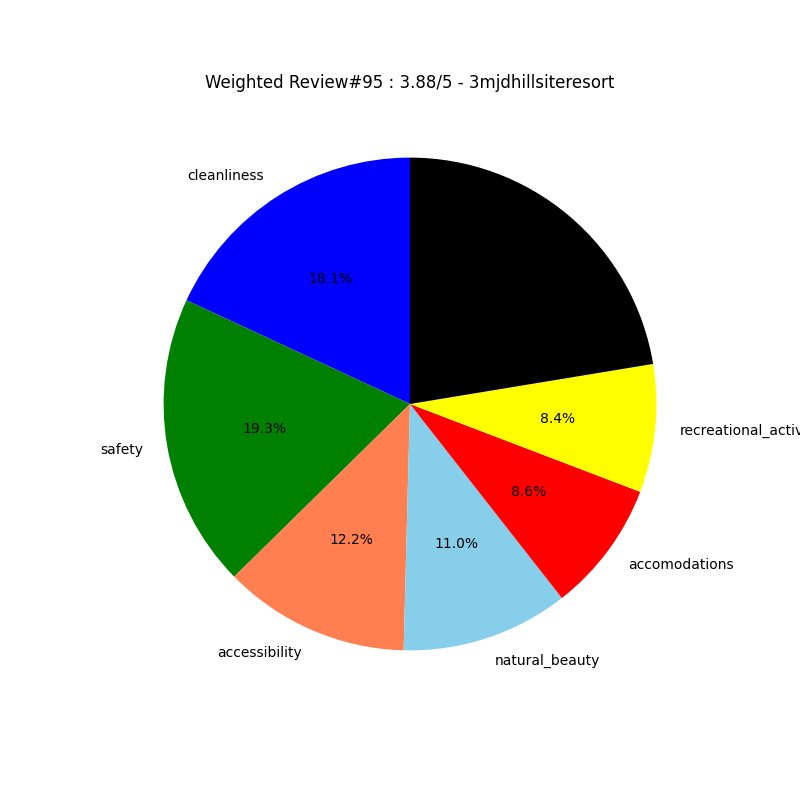 Weighted Review#95 : 3.88/5 - 3mjdhillsiteresort
cleanliness
18.1%
safety
19.3%
8.4%
recreational_activ
8.6%
12.2%
11.0%
accomodations
accessibility
natural_beauty